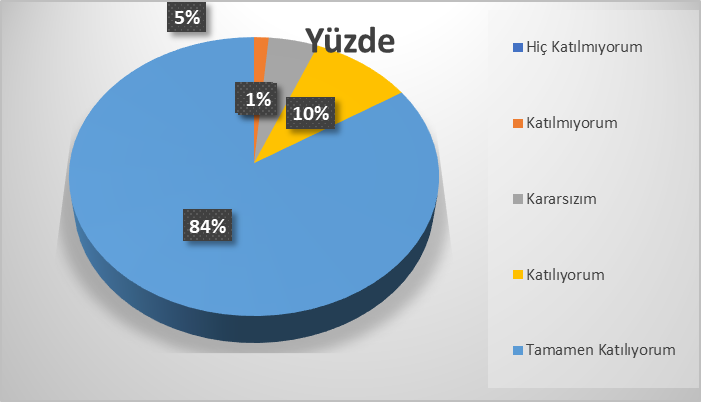 Yüzde
5%
1%
10%
84%
Hiç Katılmıyorum
Katılmıyorum
Kararsızım
Katılıyorum
Tamamen Katılıyorum